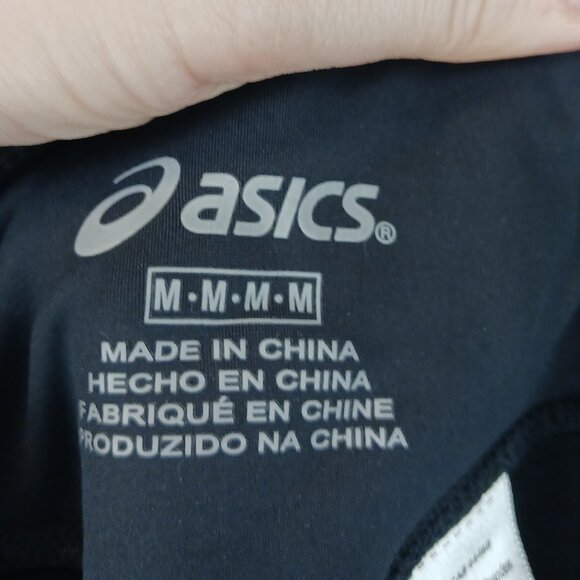 asics®
M·M·M·M
MADE IN CHINA
HECHO EN CHINA
FABRIQUÉ EN CHINE
PRODUZIDO NA CHINA